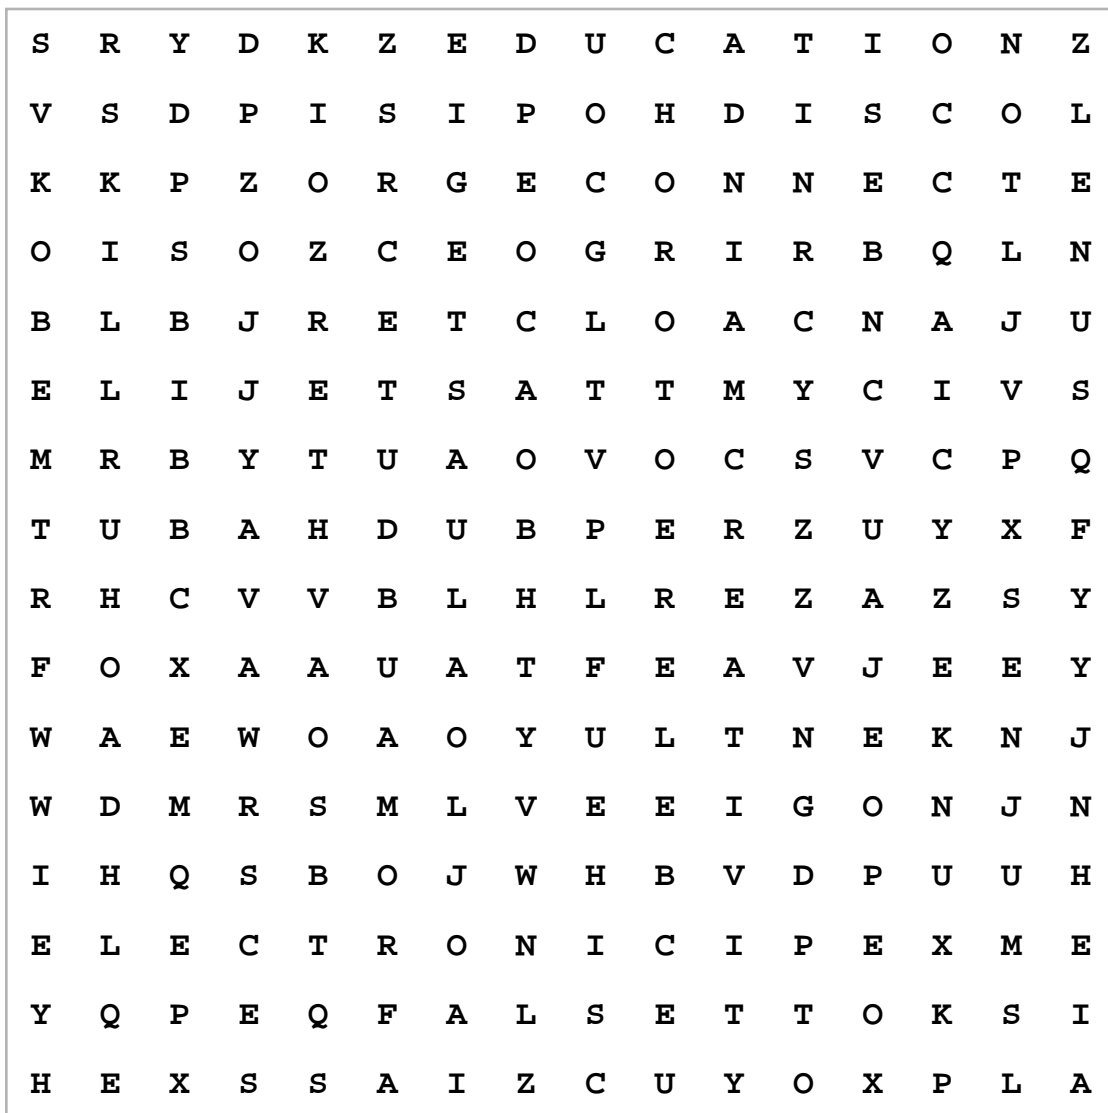 S R Y D K Z E D U C A T I O N Z
V S D P I S I P O H D I S C O L
K K P Z O R G E C O N N E C T E
O I S O Z C E O G R I R B Q L N
B L B J R E T C L O A C N A J U
E L I J E T S A T T M Y C I V S
M R B Y T U A O V O C S V C P Q
T U B A H D U B P E R Z U Y X F
R H C V V B L H L R E Z A Z S Y
F O X A A U A T F E A V J E E Y
W A E W O A O Y U L T N E K N J
W D M R S M L V E E I G O N J N
I H Q S B O J W H B V D P U U H
E L E C T R O N I C I P E X M E
Y Q P E Q F A L S E T T O K S I
H E X S S A I Z C U Y O X P L A